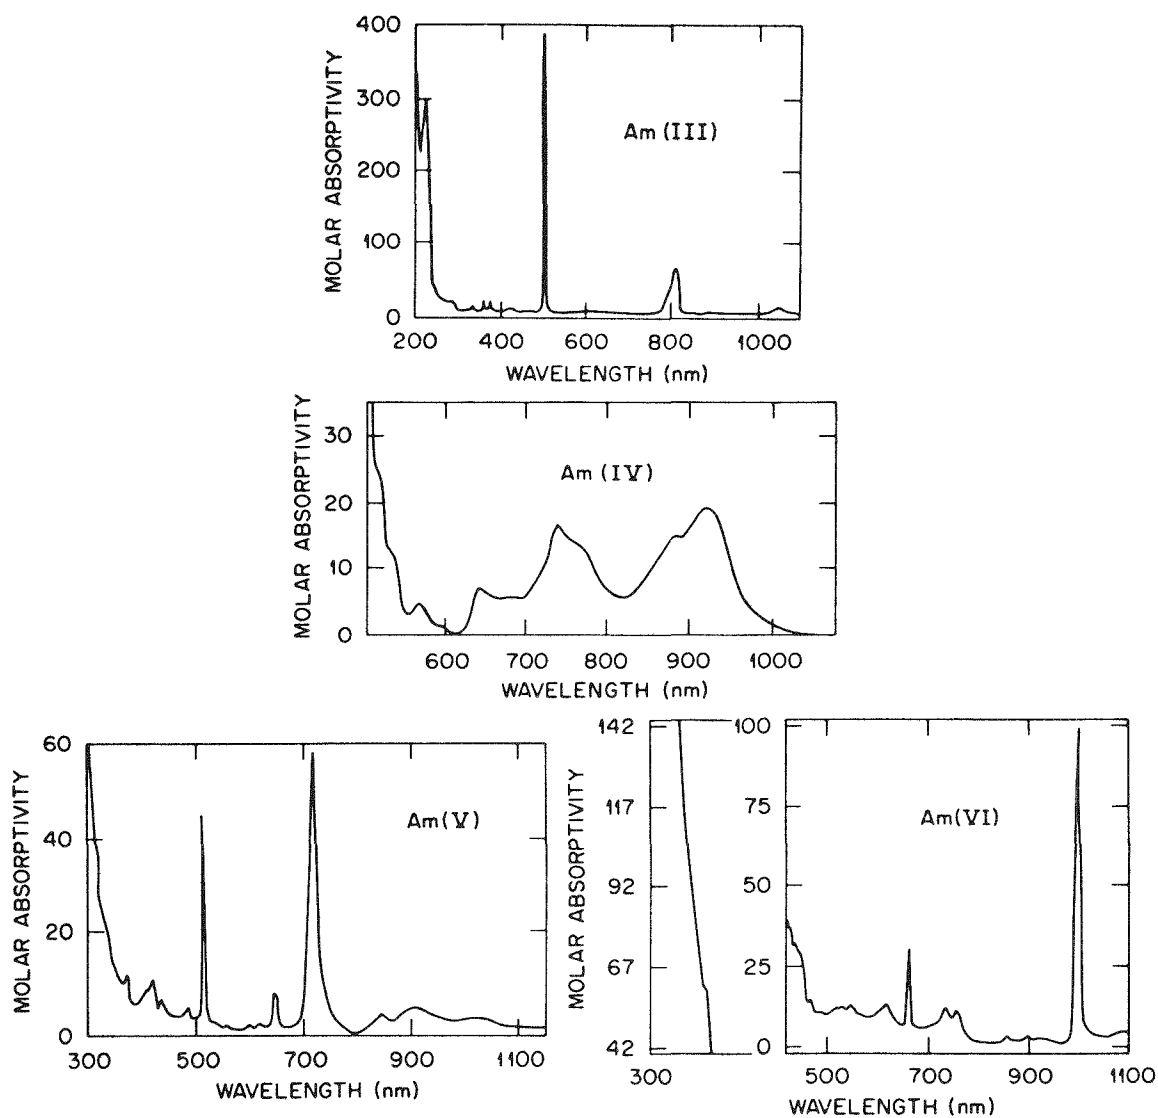 400
300
200
100
0
MOLAR ABSORPTIVITY
Am (III)
200 400 600 800 1000
WAVELENGTH (nm)
30
20
10
0
MOLAR ABSORPTIVITY
Am (IV)
600 700 800 900 1000
WAVELENGTH (nm)
60
40
20
0
MOLAR ABSORPTIVITY
Am (V)
300 500 700 900 1100
WAVELENGTH (nm)
142
117
92
67
42
MOLAR ABSORPTIVITY
300
100
75
50
25
0
Am(VI)
500 700 900 1100
WAVELENGTH (nm)